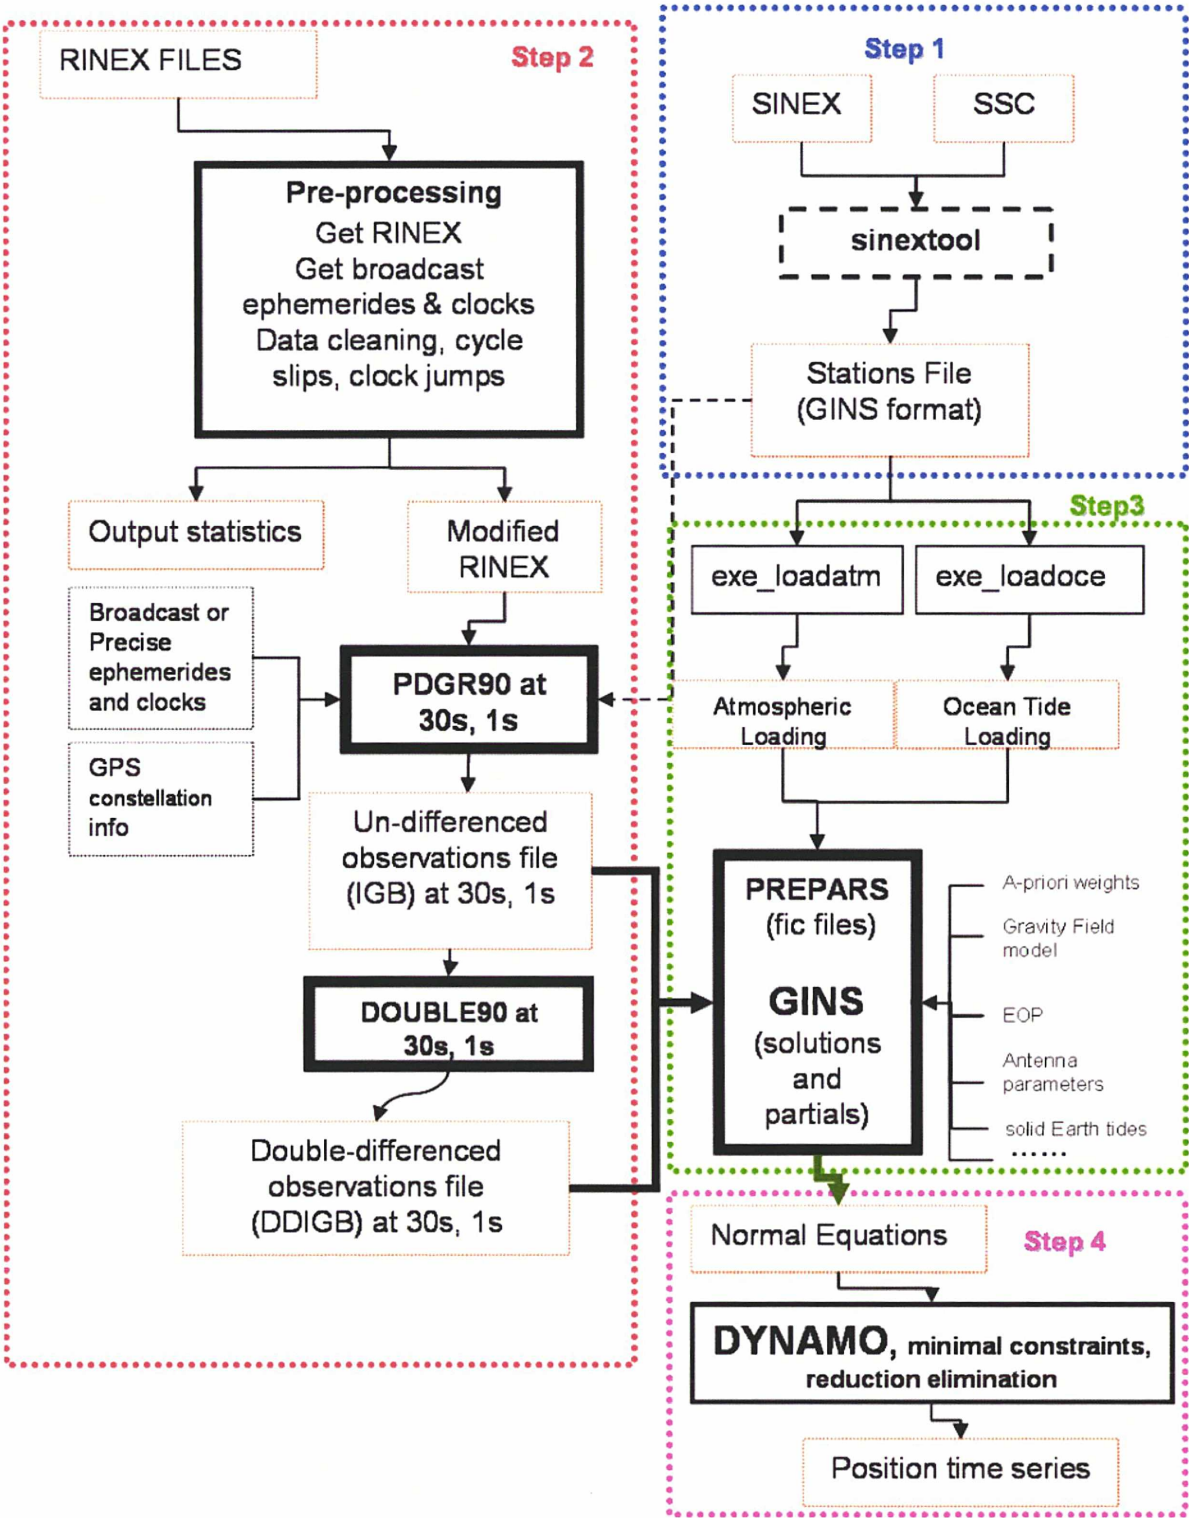 Step 1
SINEX
SSC
sinextool
Stations File
(GINS format)
Step 2
RINEX FILES
Pre-processing
Get RINEX
Get broadcast
ephemerides & clocks
Data cleaning, cycle
slips, clock jumps
Output statistics
Modified
RINEX
Broadcast or
Precise
ephemerides
and clocks
GPS
constellation
info
PDGR90 at
30s, 1s
Un-differenced
observations file
(IGB) at 30s, 1s
DOUBLE90 at
30s, 1s
Double-differenced
observations file
(DDIGB) at 30s, 1s
Step3
exe_loadatm
exe_loadoce
Atmospheric
Loading
Ocean Tide
Loading
PREPARS
(fic files)
GINS
(solutions
and
partials)
A-priori weights
Gravity Field
model
EOP
Antenna
parameters
solid Earth tides
......
Step 4
Normal Equations
DYNAMO, minimal constraints,
reduction elimination
Position time series